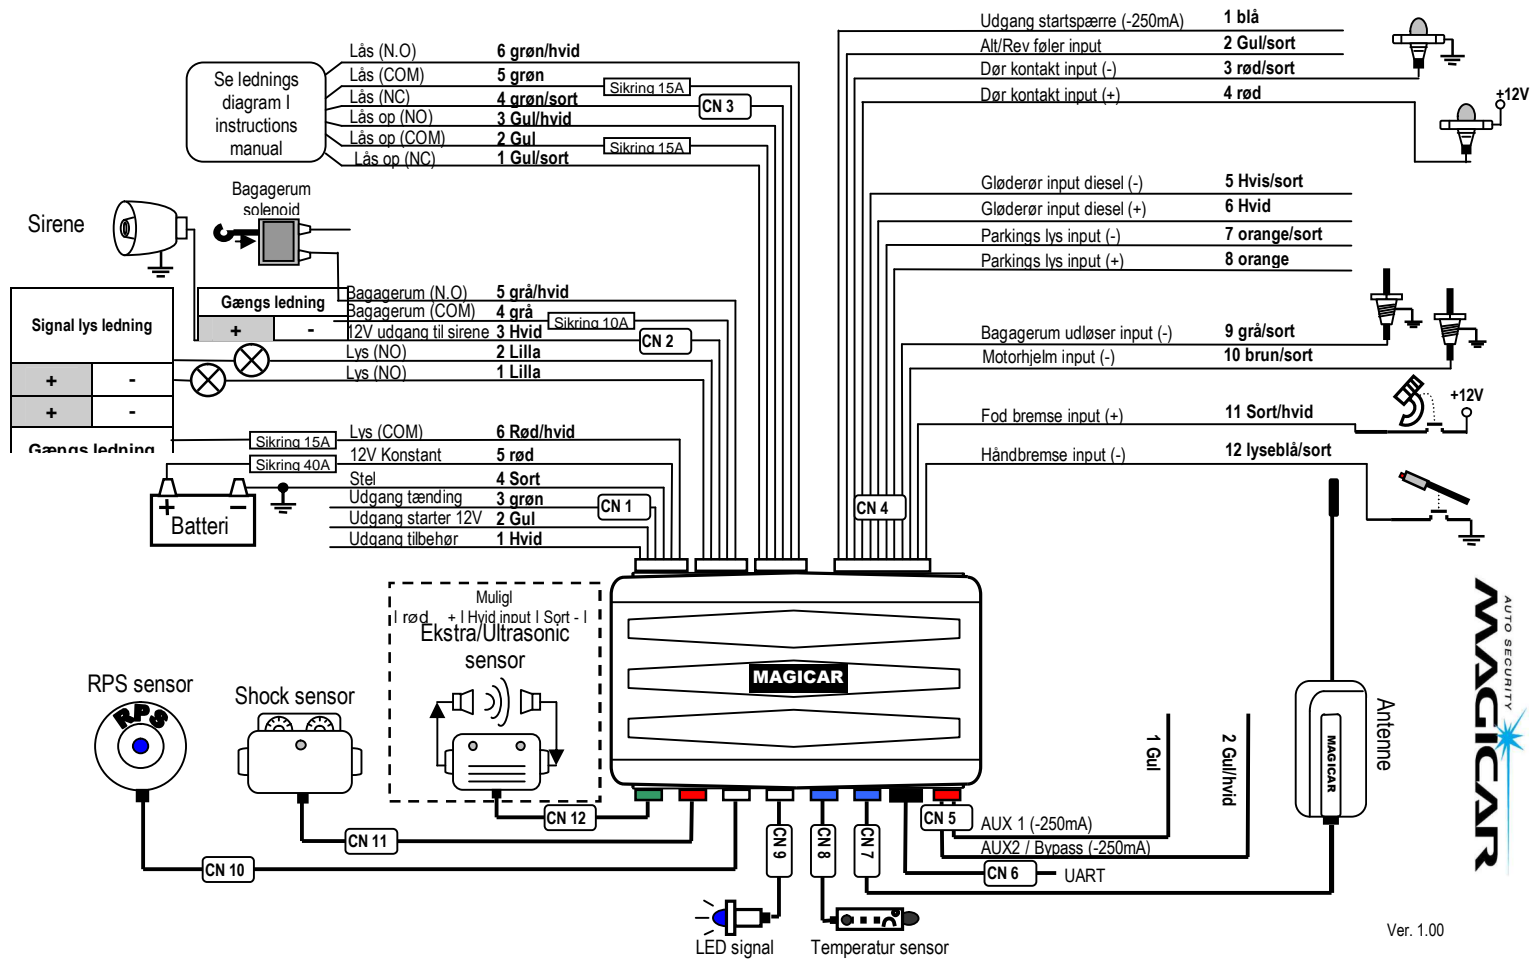 Se lednings
diagram I
instructions
manual
Lås (N.O) 6 grøn/hvid
Lås (COM) 5 grøn
Sikring 15A
Lås (NC) 4 grøn/sort
CN 3
Lås op (NO) 3 Gul/hvid
Lås op (COM) 2 Gul
Sikring 15A
Lås op (NC) 1 Gul/sort
Udgang startspærre (-250mA) 1 blå
Alt/Rev føler input 2 Gul/sort
Dør kontakt input (-) 3 rød/sort
Dør kontakt input (+) 4 rød
+12V
Gløderør input diesel (-) 5 Hvis/sort
Gløderør input diesel (+) 6 Hvid
Parkings lys input (-) 7 orange/sort
Parkings lys input (+) 8 orange
Bagagerum udløser input (-) 9 grå/sort
Motorhjelm input (-) 10 brun/sort
Fod bremse input (+) 11 Sort/hvid
+12V
Håndbremse input (-) 12 lyseblå/sort
CN 4
Sirene
Bagagerum
solenoid
Signal lys ledning
+ -
+ -
Gængs ledning
Gængs ledning
+ -
Bagagerum (N.O) 5 grå/hvid
Bagagerum (COM) 4 grå
Sikring 10A
12V udgang til sirene 3 Hvid
CN 2
Lys (NO) 2 Lilla
Lys (NO) 1 Lilla
Sikring 15A
Lys (COM) 6 Rød/hvid
Sikring 40A
12V Konstant 5 rød
Stel 4 Sort
Udgang tænding 3 grøn
CN 1
Udgang starter 12V 2 Gul
Udgang tilbehør 1 Hvid
+ -
Batteri
Muligl
I rød + I Hvid input I Sort - I
Ekstra/Ultrasonic
sensor
MAGICAR
RPS sensor
RPS
Shock sensor
CN 12
CN 11
CN 10
CN 9
CN 8
CN 7
CN 5
CN 6
AUX 1 (-250mA)
AUX2 / Bypass (-250mA)
UART
1 Gul
2 Gul/hvid
MAGICAR
Antenne
AUTO SECURITY
MAGICAR
LED signal
Temperatur sensor
Ver. 1.00